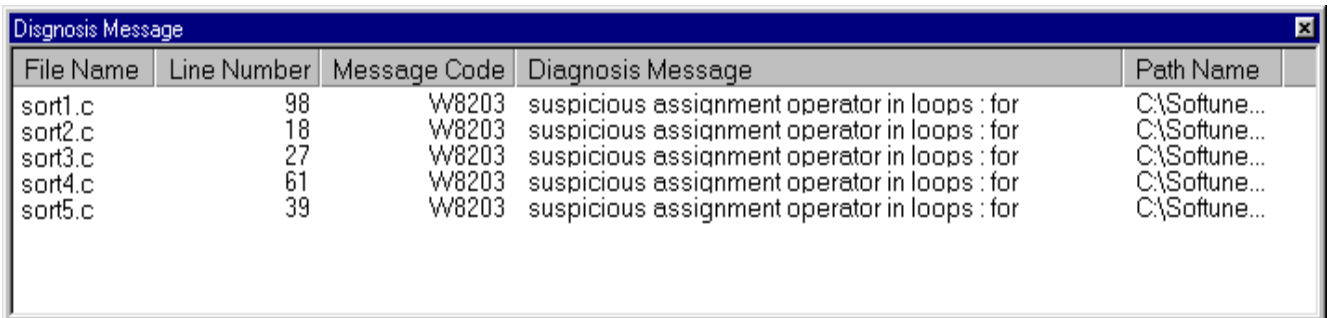 Disgnosis Message
File Name Line Number Message Code Diagnosis Message Path Name
sort1.c 98 W8203 suspicious assignment operator in loops : for C:\Softune...
sort2.c 18 W8203 suspicious assignment operator in loops : for C:\Softune...
sort3.c 27 W8203 suspicious assignment operator in loops : for C:\Softune...
sort4.c 61 W8203 suspicious assignment operator in loops : for C:\Softune...
sort5.c 39 W8203 suspicious assignment operator in loops : for C:\Softune...